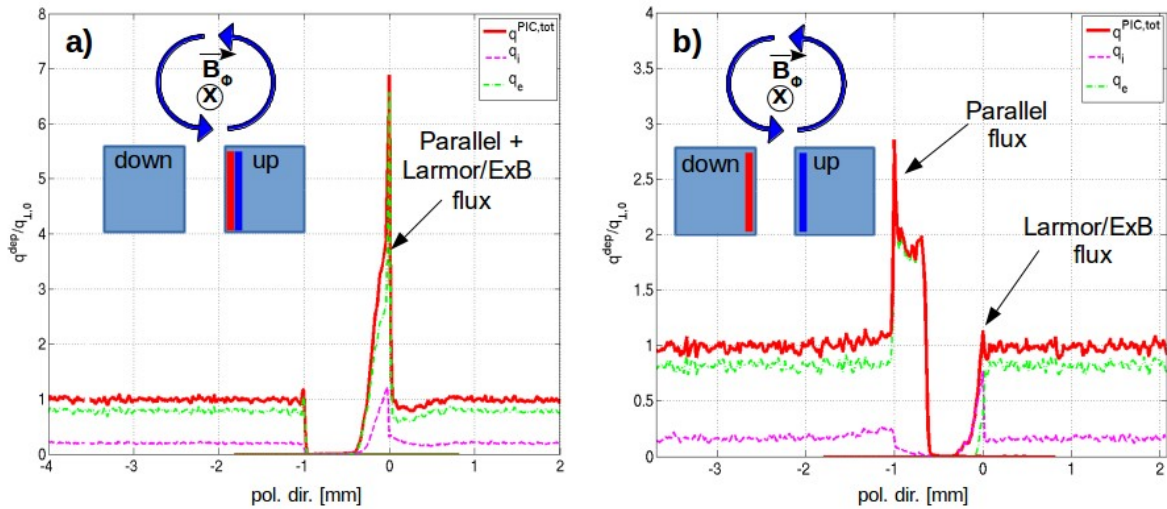 a)
q^PIC,tot
q_i
q_e
B_Φ
X
down
up
Parallel +
Larmor/ExB
flux
q^dep/q_⊥,0
8
7
6
5
4
3
2
1
0
-4
-3
-2
-1
0
1
2
pol. dir. [mm]
b)
q^PIC,tot
q_i
q_e
B_Φ
X
down
up
Parallel
flux
Larmor/ExB
flux
q^dep/q_⊥,0
4
3.5
3
2.5
2
1.5
1
0.5
0
-3
-2
-1
0
1
2
pol. dir. [mm]